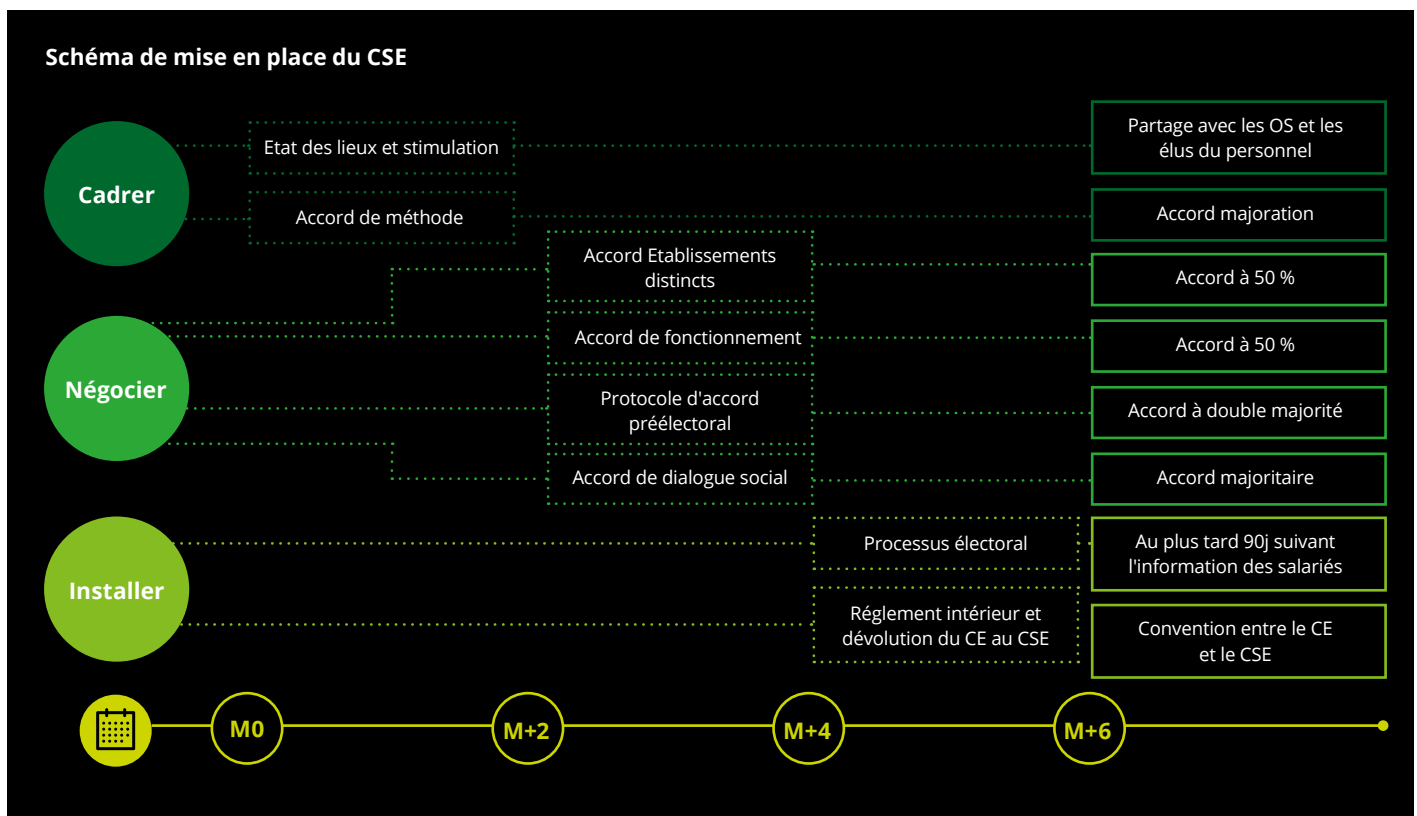 Schéma de mise en place du CSE
Cadrer
Etat des lieux et stimulation
Partage avec les OS et les
élus du personnel
Accord de méthode
Accord majoration
Négocier
Accord Etablissements
distincts
Accord à 50 %
Accord de fonctionnement
Accord à 50 %
Protocole d'accord
préélectoral
Accord à double majorité
Accord de dialogue social
Accord majoritaire
Installer
Processus électoral
Au plus tard 90j suivant
l'information des salariés
Réglement intérieur et
dévolution du CE au CSE
Convention entre le CE
et le CSE
M0
M+2
M+4
M+6